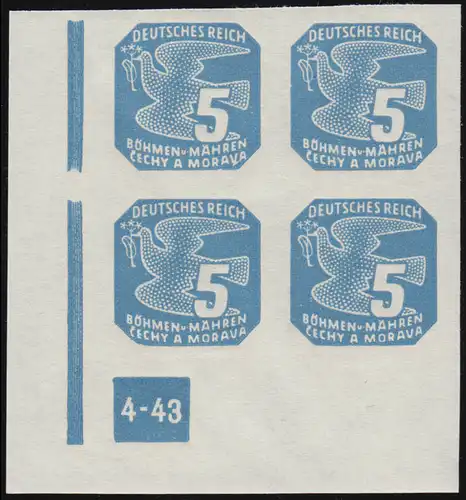 DEUTSCHES REICH
5
BÖHMEN u MÄHREN
ČECHY A MORAVA
DEUTSCHES REICH
5
BÖHMEN u MÄHREN
ČECHY A MORAVA
DEUTSCHES REICH
5
BÖHMEN u MÄHREN
ČECHY A MORAVA
DEUTSCHES REICH
5
BÖHMEN u MÄHREN
ČECHY A MORAVA
4-43